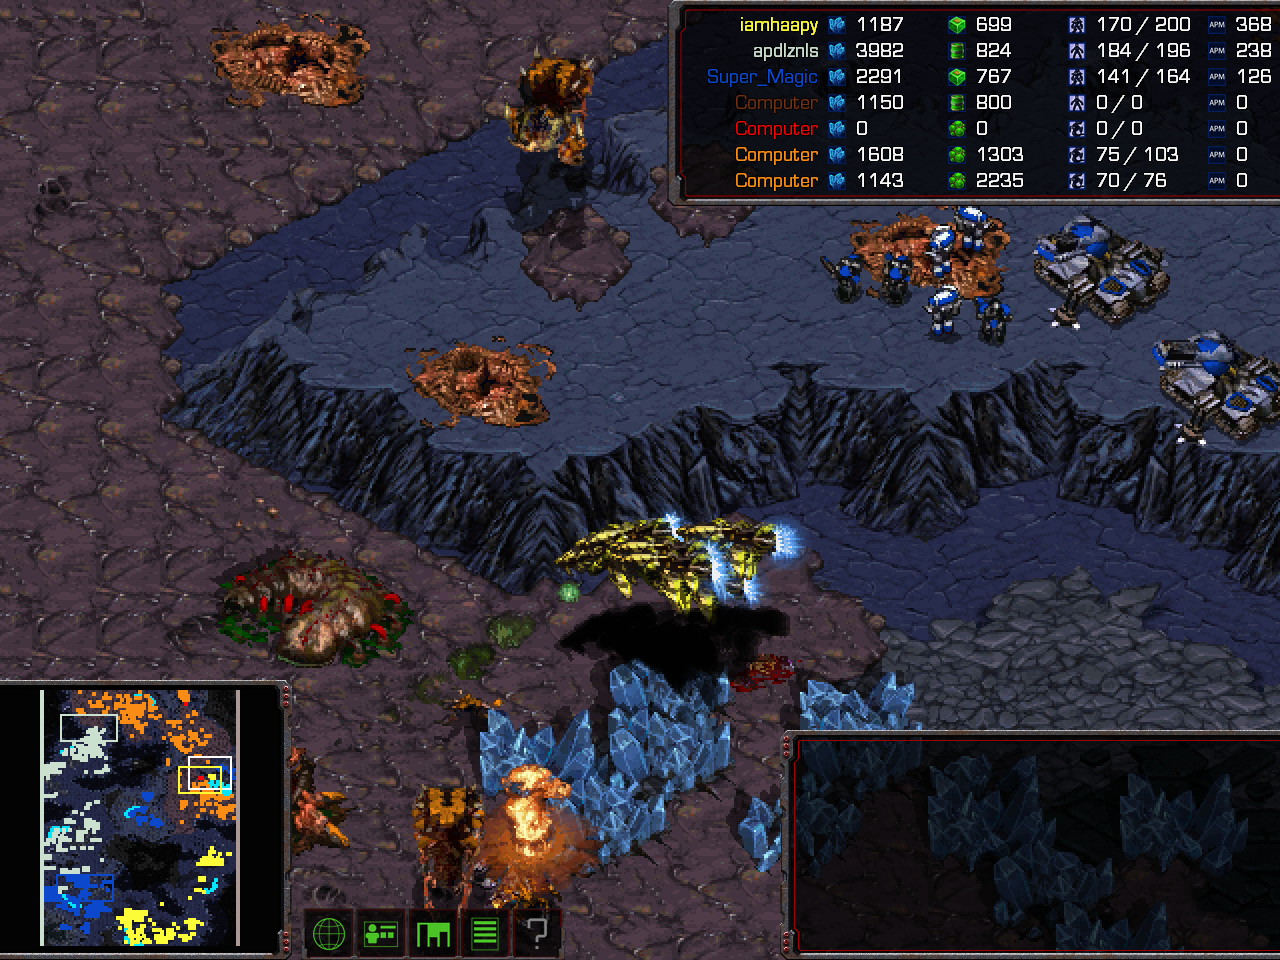 iamhaapy 1187 699 170 / 200 APM 368
apdlznls 3982 824 184 / 196 APM 238
Super_Magic 2291 767 141 / 164 APM 126
Computer 1150 800 0 / 0 APM 0
Computer 0 0 0 / 0 APM 0
Computer 1608 1303 75 / 103 APM 0
Computer 1143 2235 70 / 76 APM 0
?